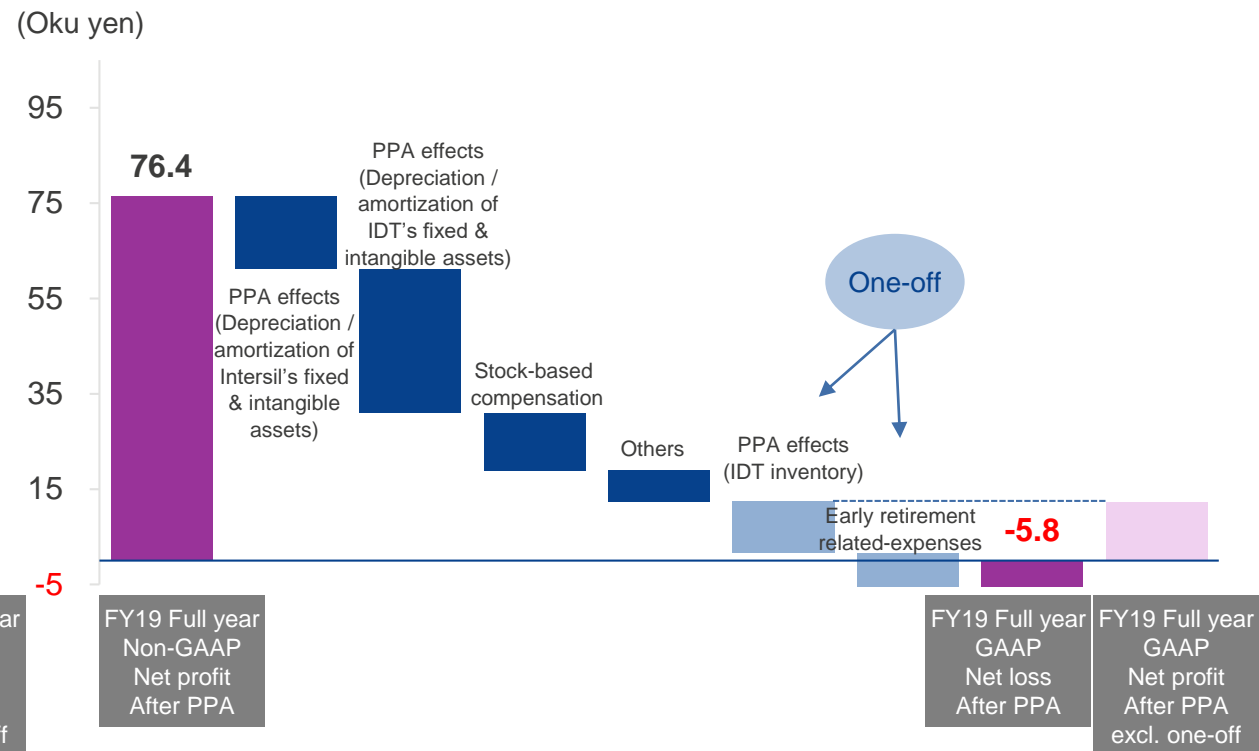 (Oku yen)
95
75
55
35
15
-5
76.4
PPA effects
(Depreciation /
amortization of
Intersil's fixed
& intangible
assets)
PPA effects
(Depreciation /
amortization of
IDT's fixed &
intangible assets)
Stock-based
compensation
Others
PPA effects
(IDT inventory)
One-off
Early retirement
related-expenses
-5.8
FY19 Full year
Non-GAAP
Net profit
After PPA
FY19 Full year
GAAP
Net loss
After PPA
FY19 Full year
GAAP
Net profit
After PPA
excl. one-off